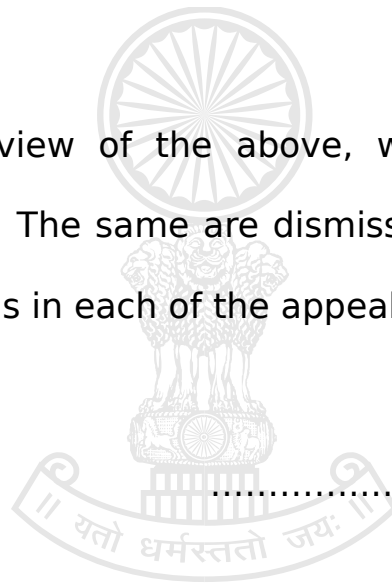 view of the above, w
The same are dismiss
s in each of the appeal
..................
॥ यतो धर्मस्ततो जयः ॥